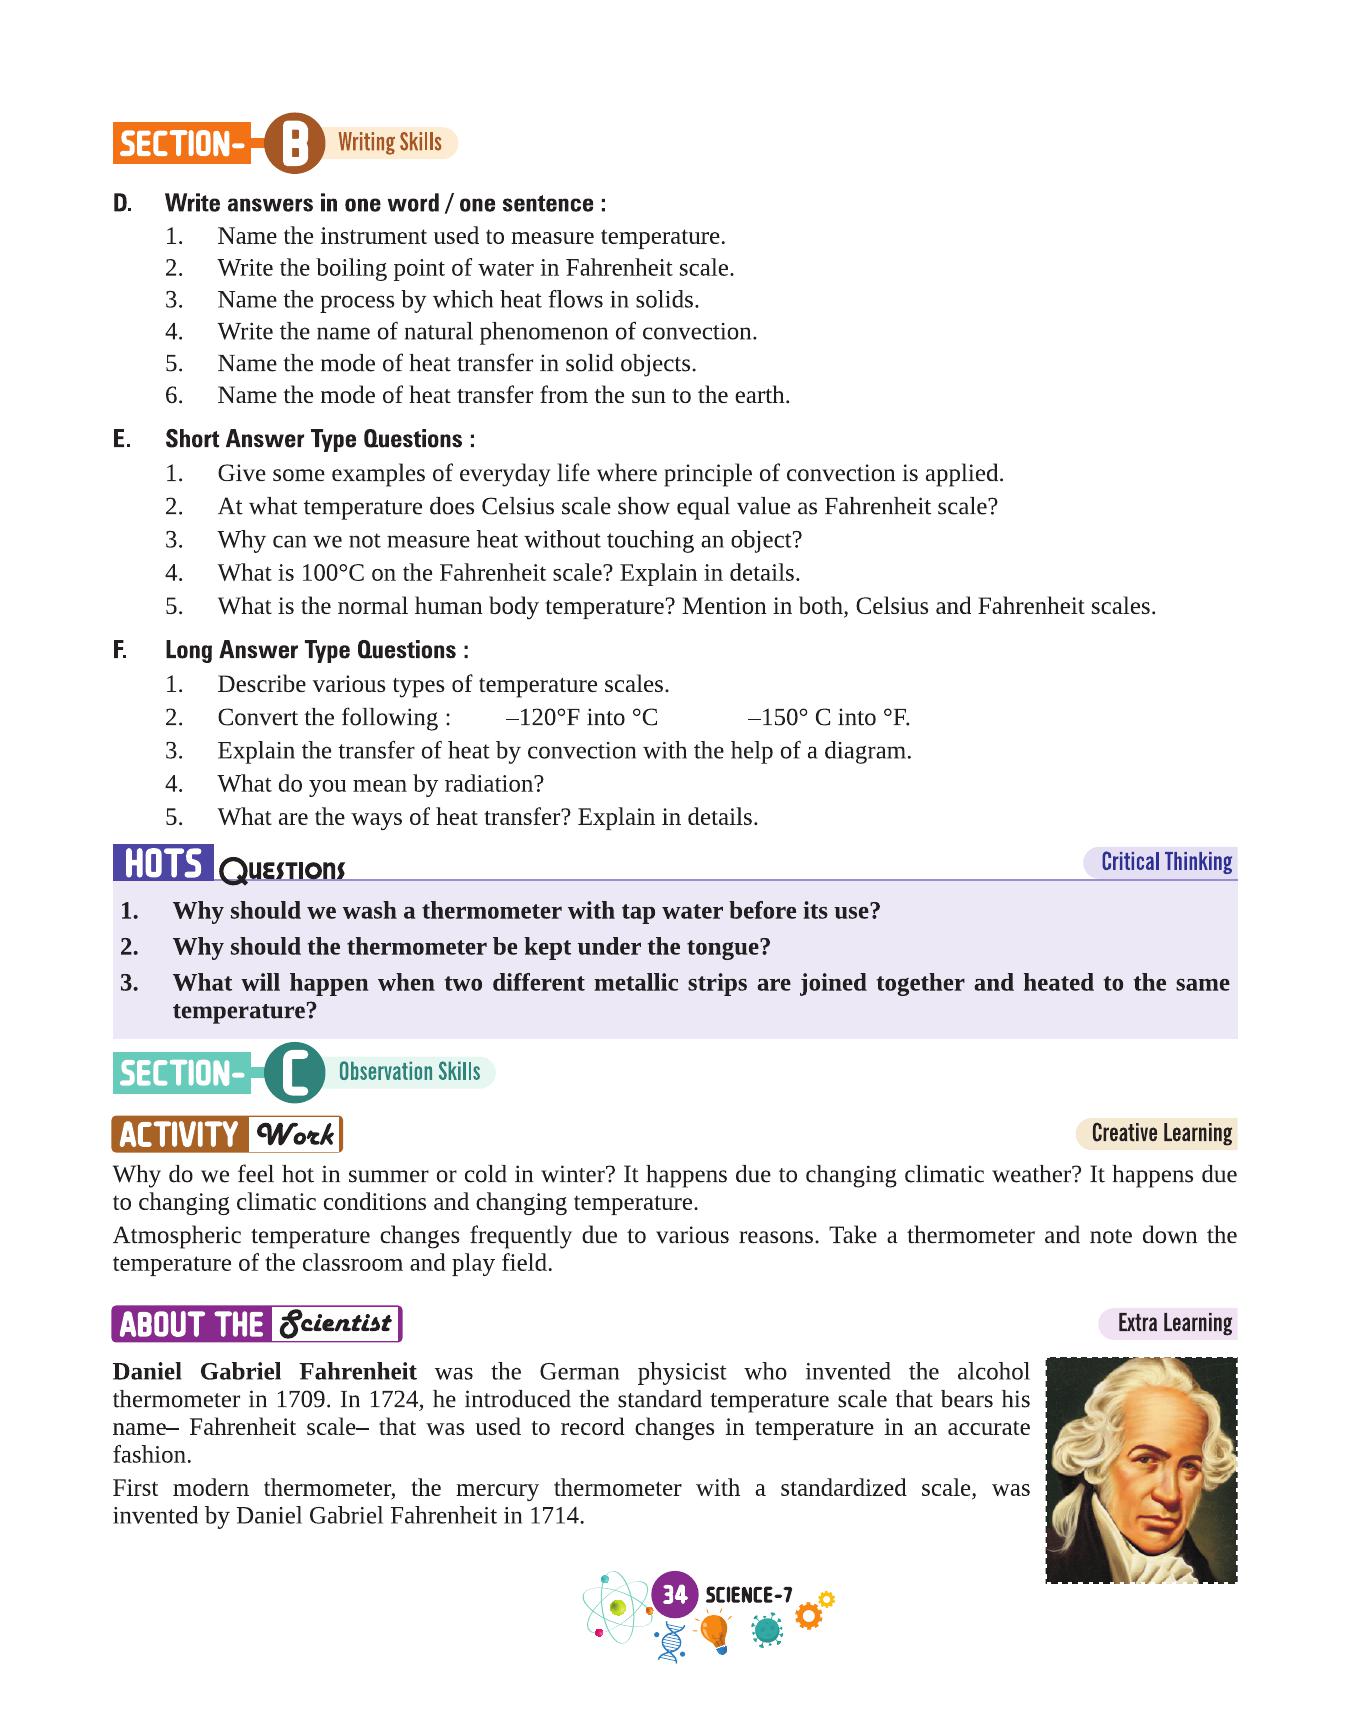 SECTION- B Writing Skills
D. Write answers in one word / one sentence :
1. Name the instrument used to measure temperature.
2. Write the boiling point of water in Fahrenheit scale.
3. Name the process by which heat flows in solids.
4. Write the name of natural phenomenon of convection.
5. Name the mode of heat transfer in solid objects.
6. Name the mode of heat transfer from the sun to the earth.
E. Short Answer Type Questions :
1. Give some examples of everyday life where principle of convection is applied.
2. At what temperature does Celsius scale show equal value as Fahrenheit scale?
3. Why can we not measure heat without touching an object?
4. What is 100°C on the Fahrenheit scale? Explain in details.
5. What is the normal human body temperature? Mention in both, Celsius and Fahrenheit scales.
F. Long Answer Type Questions :
1. Describe various types of temperature scales.
2. Convert the following : –120°F into °C –150° C into °F.
3. Explain the transfer of heat by convection with the help of a diagram.
4. What do you mean by radiation?
5. What are the ways of heat transfer? Explain in details.
HOTS QUESTIONS Critical Thinking
1. Why should we wash a thermometer with tap water before its use?
2. Why should the thermometer be kept under the tongue?
3. What will happen when two different metallic strips are joined together and heated to the same
temperature?
SECTION- C Observation Skills
ACTIVITY Work Creative Learning
Why do we feel hot in summer or cold in winter? It happens due to changing climatic weather? It happens due
to changing climatic conditions and changing temperature.
Atmospheric temperature changes frequently due to various reasons. Take a thermometer and note down the
temperature of the classroom and play field.
ABOUT THE Scientist Extra Learning
Daniel Gabriel Fahrenheit was the German physicist who invented the alcohol
thermometer in 1709. In 1724, he introduced the standard temperature scale that bears his
name– Fahrenheit scale– that was used to record changes in temperature in an accurate
fashion.
First modern thermometer, the mercury thermometer with a standardized scale, was
invented by Daniel Gabriel Fahrenheit in 1714.
34 SCIENCE-7